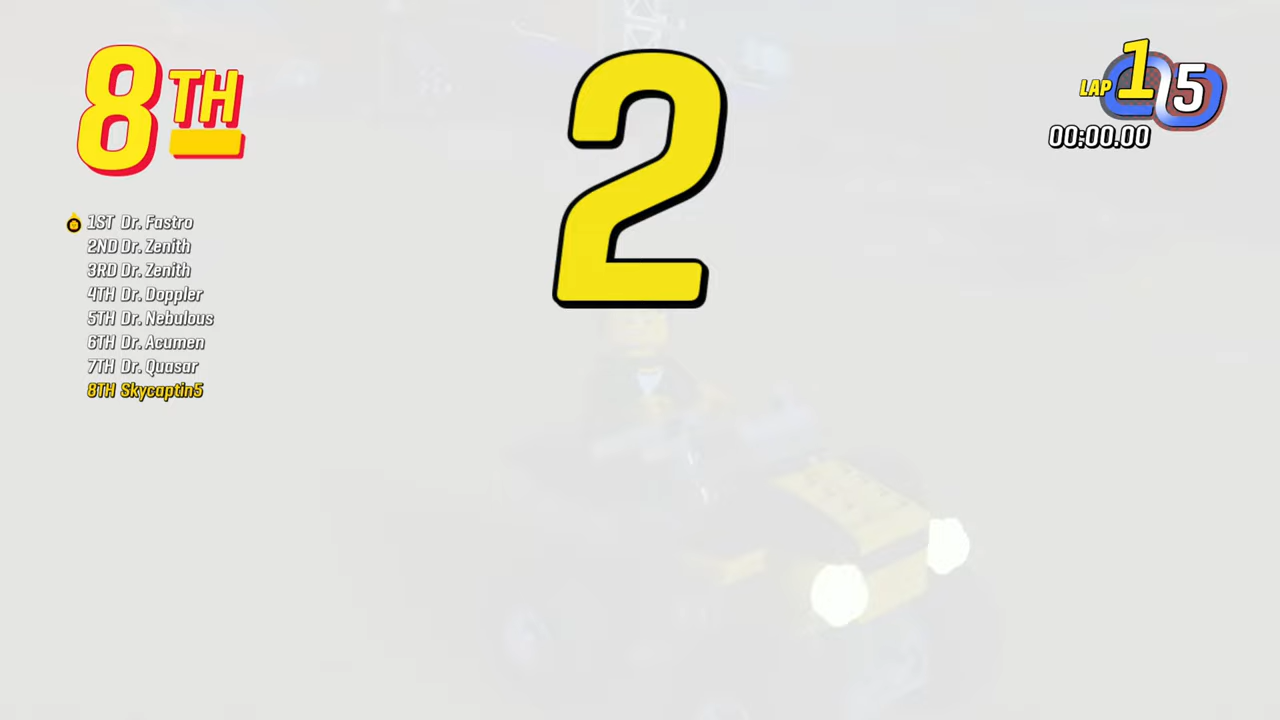 8TH
2
LAP 1 5
00:00.00
1ST Dr. Fastro
2ND Dr. Zenith
3RD Dr. Zenith
4TH Dr. Doppler
5TH Dr. Nebulous
6TH Dr. Acumen
7TH Dr. Quasar
8TH Skycaptin5